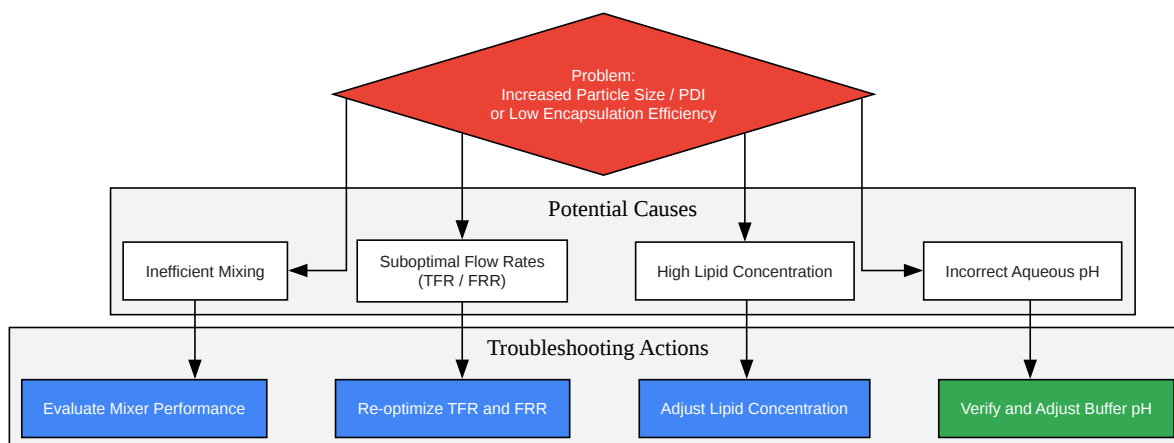 Problem:
Increased Particle Size / PDI
or Low Encapsulation Efficiency
Potential Causes
Inefficient Mixing
Suboptimal Flow Rates
(TFR / FRR)
High Lipid Concentration
Incorrect Aqueous pH
Troubleshooting Actions
Evaluate Mixer Performance
Re-optimize TFR and FRR
Adjust Lipid Concentration
Verify and Adjust Buffer pH